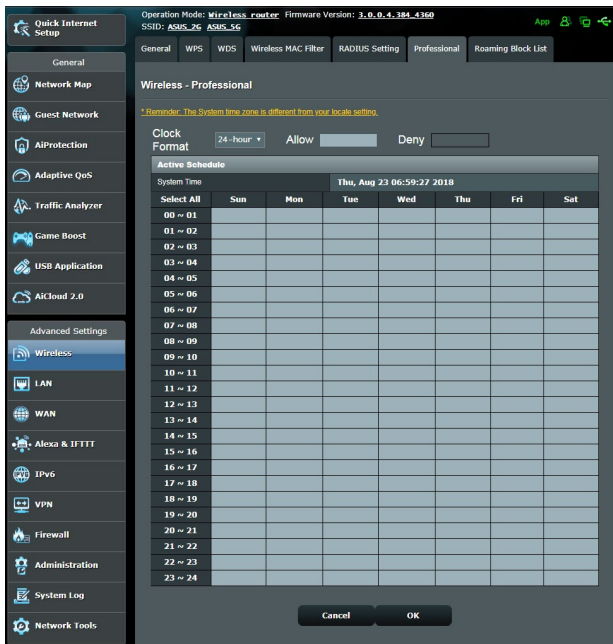 Quick Internet
Setup
General
Network Map
Guest Network
AiProtection
Adaptive QoS
Traffic Analyzer
Game Boost
USB Application
AiCloud 2.0
Advanced Settings
Wireless
LAN
WAN
Alexa & IFTTT
IPv6
VPN
Firewall
Administration
System Log
Network Tools
Operation Mode: Wireless router Firmware Version: 3.0.0.4.384_4360
SSID: ASUS_2G ASUS_5G
App
General WPS WDS Wireless MAC Filter RADIUS Setting Professional Roaming Block List
Wireless - Professional
* Reminder: The System time zone is different from your locale setting.
Clock
Format
24-hour Allow Deny
Active Schedule
System Time Thu, Aug 23 06:59:27 2018
Select All Sun Mon Tue Wed Thu Fri Sat
00 ~ 01
01 ~ 02
02 ~ 03
03 ~ 04
04 ~ 05
05 ~ 06
06 ~ 07
07 ~ 08
08 ~ 09
09 ~ 10
10 ~ 11
11 ~ 12
12 ~ 13
13 ~ 14
14 ~ 15
15 ~ 16
16 ~ 17
17 ~ 18
18 ~ 19
19 ~ 20
20 ~ 21
21 ~ 22
22 ~ 23
23 ~ 24
Cancel OK